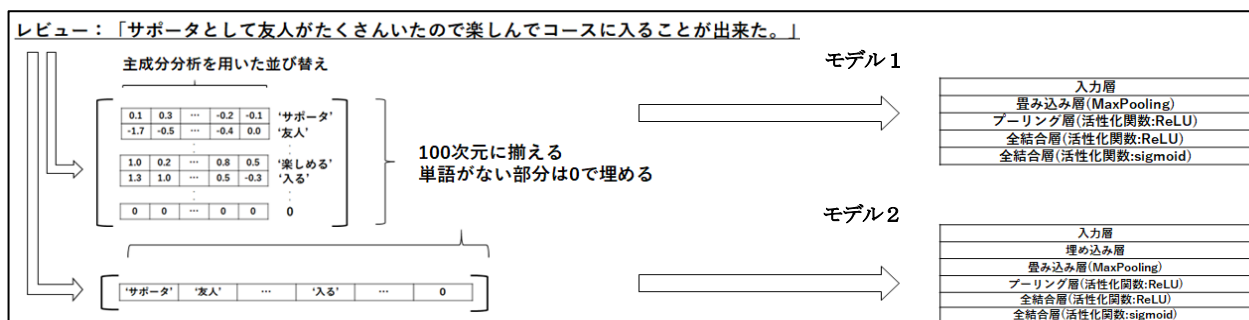 レビュー：「サポータとして友人がたくさんいたので楽しんでコースに入ることが出来た。」
主成分分析を用いた並び替え
0.1 0.3 … -0.2 -0.1 ‘サポータ’
-1.7 -0.5 … -0.4 0.0 ‘友人’
:
1.0 0.2 … 0.8 0.5 ‘楽しめる’
1.3 1.0 … 0.5 -0.3 ‘入る’
:
0 0 … 0 0 0
100次元に揃える
単語がない部分は0で埋める
モデル１
入力層
畳み込み層(MaxPooling)
プーリング層(活性化関数:ReLU)
全結合層(活性化関数:ReLU)
全結合層(活性化関数:sigmoid)
‘サポータ’ ‘友人’ … ‘入る’ … 0
モデル２
入力層
埋め込み層
畳み込み層(MaxPooling)
プーリング層(活性化関数:ReLU)
全結合層(活性化関数:ReLU)
全結合層(活性化関数:sigmoid)